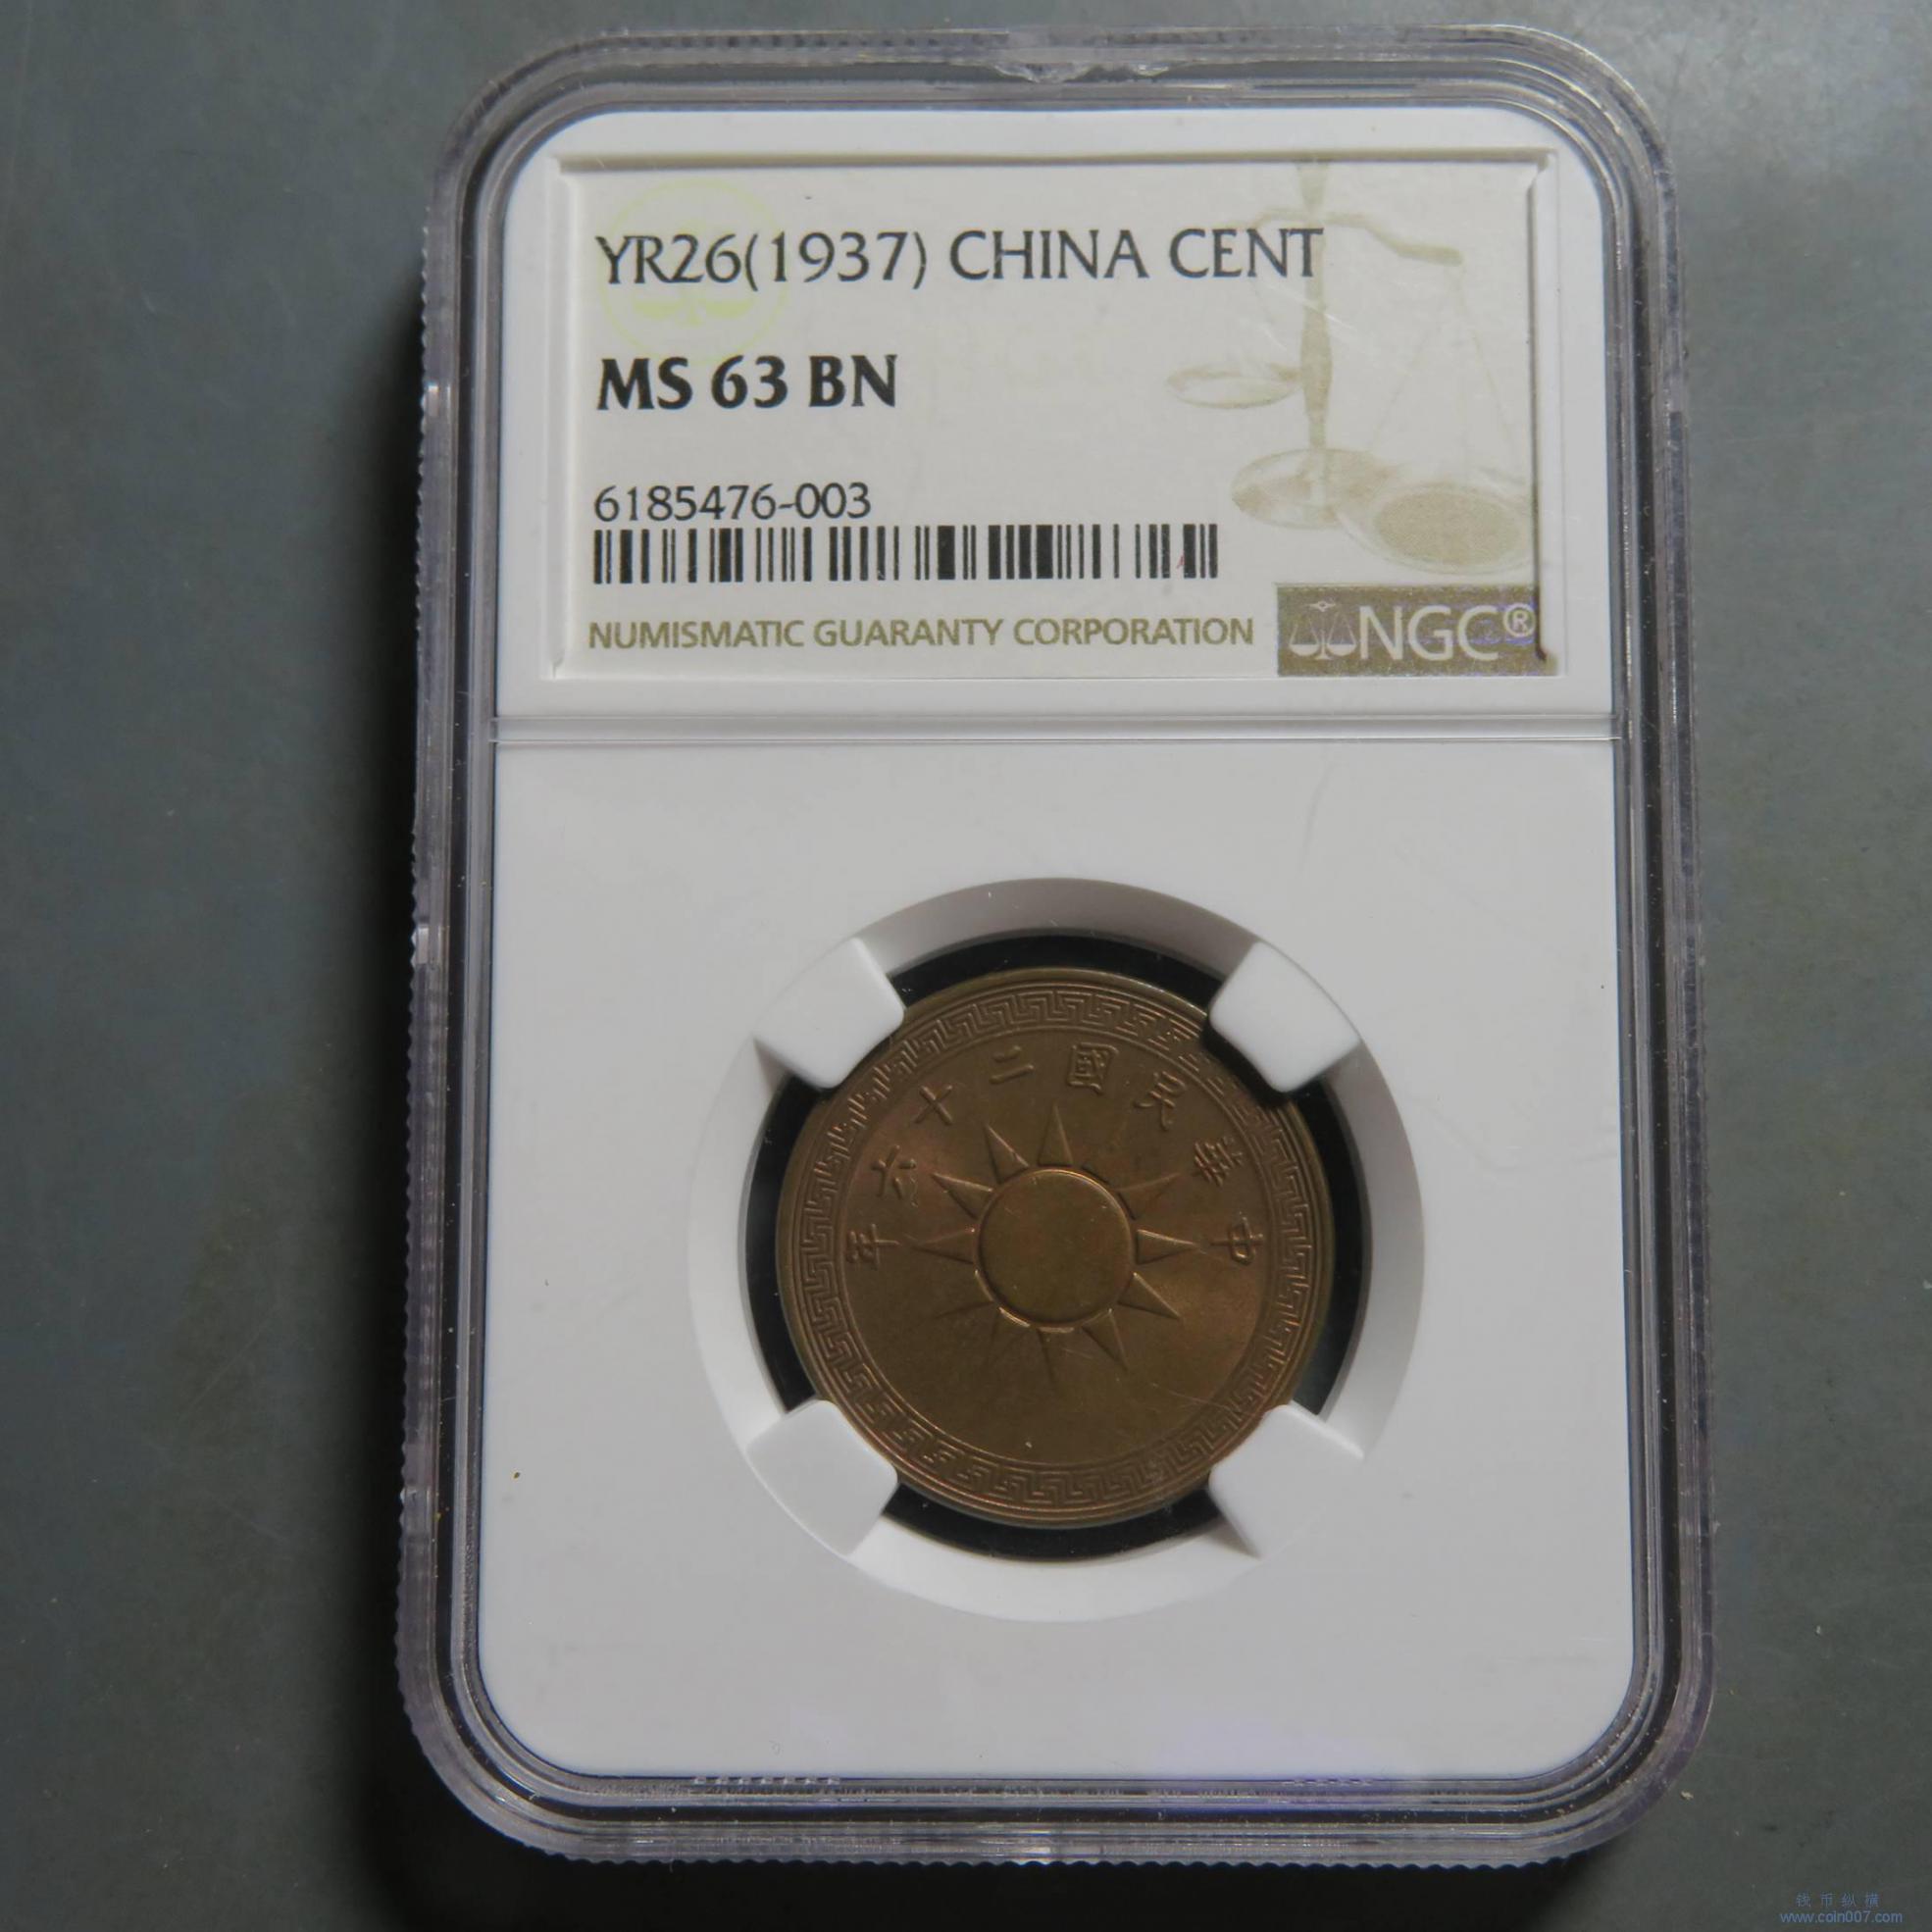 YR26(1937) CHINA CENT
MS 63 BN
6185476-003
NUMISMATIC GUARANTY CORPORATION
NGC®
年六十二國民華中
钱币纵横
www.coin007.com